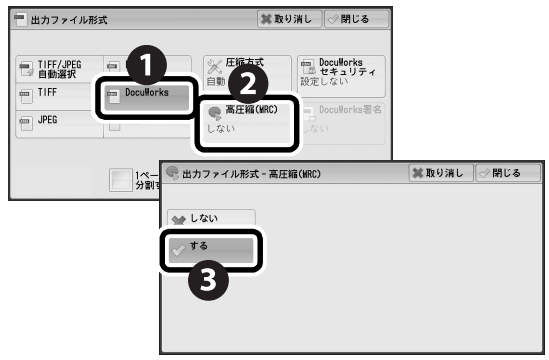 出力ファイル形式
取り消し
閉じる
TIFF/JPEG
自動選択
TIFF
JPEG
DocuWorks
圧縮方式
自動
高圧縮(MRC)
しない
DocuWorks
セキュリティ
設定しない
DocuWorks署名
しない
1ペー
分割す
1
2
出力ファイル形式 - 高圧縮(MRC)
取り消し
閉じる
しない
する
3